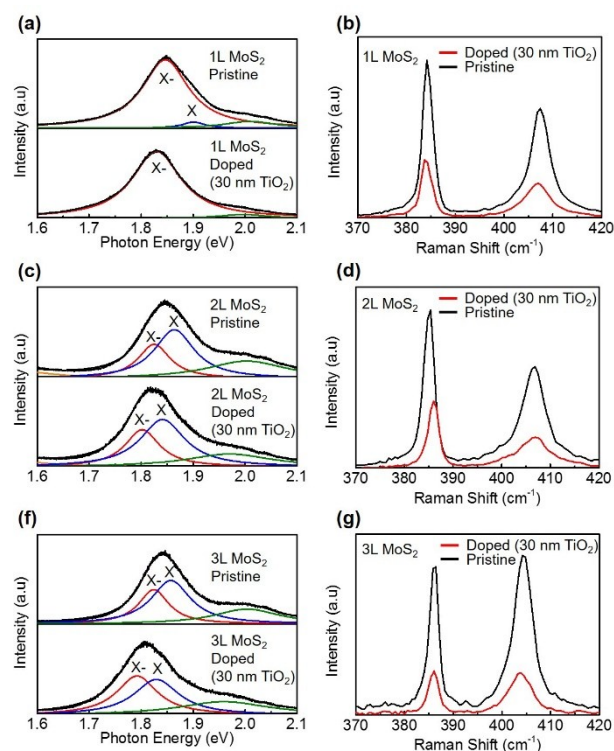 (a)
1L MoS₂
Pristine
X-
X
1L MoS₂
Doped
(30 nm TiO₂)
X-
Intensity (a.u)
1.6 1.7 1.8 1.9 2.0 2.1
Photon Energy (eV)
(b)
1L MoS₂
Doped (30 nm TiO₂)
Pristine
Intensity (a.u)
370 380 390 400 410 420
Raman Shift (cm⁻¹)
(c)
2L MoS₂
Pristine
X- X
2L MoS₂
Doped
(30 nm TiO₂)
X- X
Intensity (a.u)
1.6 1.7 1.8 1.9 2.0 2.1
Photon Energy (eV)
(d)
2L MoS₂
Doped (30 nm TiO₂)
Pristine
Intensity (a.u)
370 380 390 400 410 420
Raman Shift (cm⁻¹)
(f)
3L MoS₂
Pristine
X- X
3L MoS₂
Doped
(30 nm TiO₂)
X- X
Intensity (a.u)
1.6 1.7 1.8 1.9 2.0 2.1
Photon Energy (eV)
(g)
3L MoS₂
Doped (30 nm TiO₂)
Pristine
Intensity (a.u)
370 380 390 400 410 420
Raman Shift (cm⁻¹)